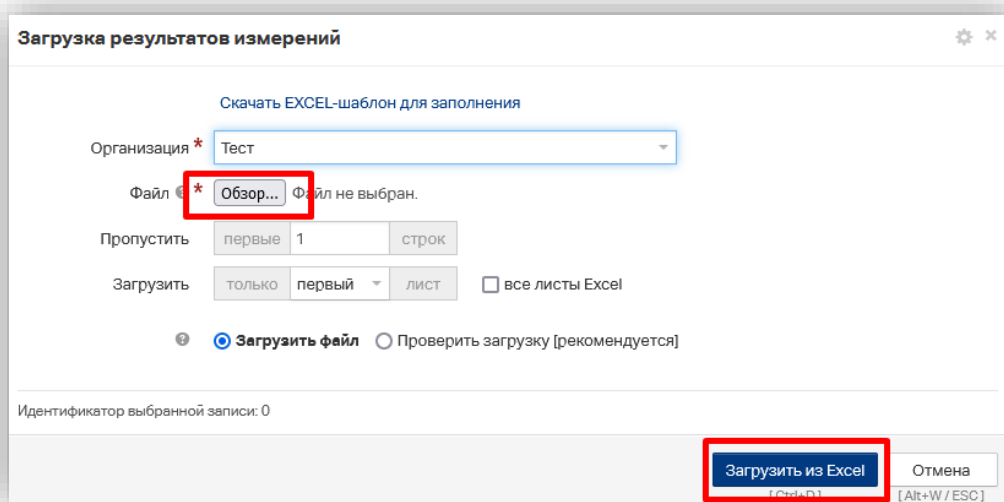 Загрузка результатов измерений
Скачать EXCEL-шаблон для заполнения
Организация * Тест
Файл * Обзор... Файл не выбран.
Пропустить первые 1 строк
Загрузить только первый лист все листы Excel
Загрузить файл Проверить загрузку [рекомендуется]
Идентификатор выбранной записи: 0
Загрузить из Excel Отмена
[Ctrl+D] [Alt+W / ESC]